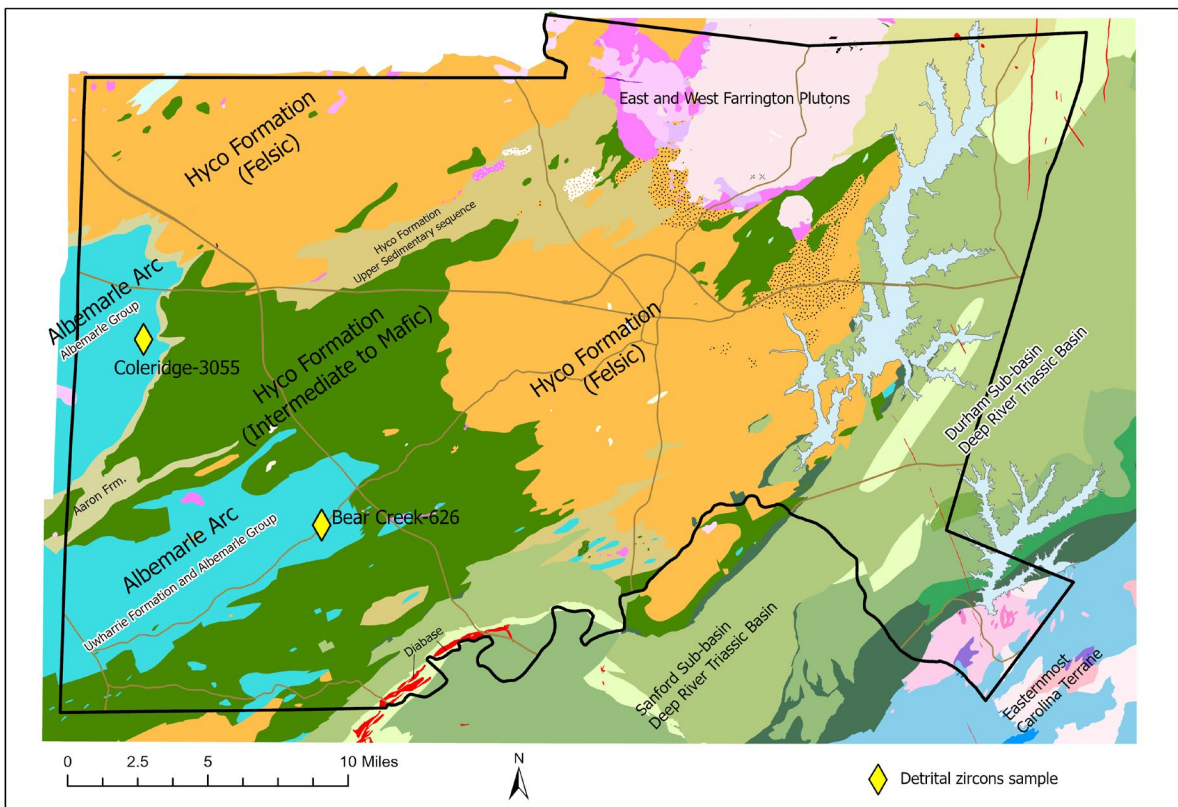 East and West Farrington Plutons
Hyco Formation
(Felsic)
Hyco Formation
Upper Sedimentary sequence
Albemarle Arc
Albemarle Group
Coleridge-3055
Hyco Formation
(Intermediate to Mafic)
Hyco Formation
(Felsic)
Durham Sub-basin
Deep River Triassic Basin
Aaron Frm.
Bear Creek-626
Albemarle Arc
Uwharrie Formation and Albemarle Group
Diabase
Sanford Sub-basin
Deep River Triassic Basin
Easternmost
Carolina Terrane
0 2.5 5 10 Miles
N
Detrital zircons sample